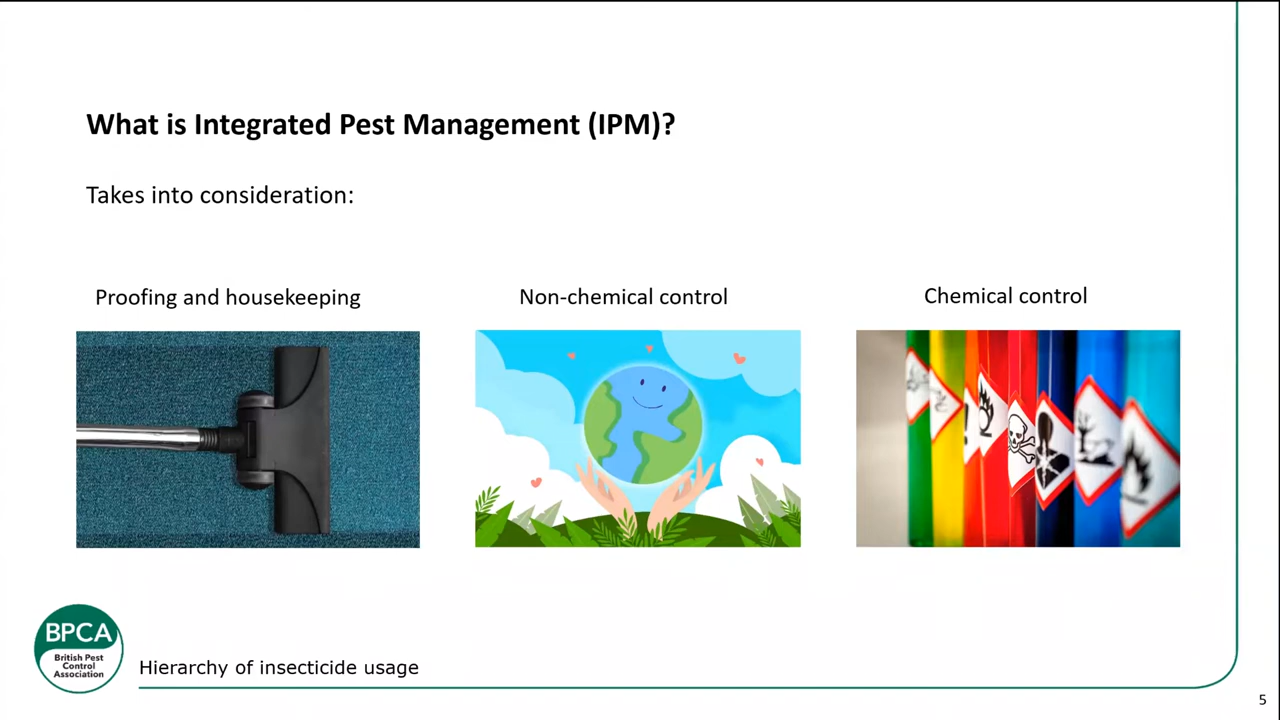 What is Integrated Pest Management (IPM)?
Takes into consideration:
Proofing and housekeeping
Non-chemical control
Chemical control
BPCA
British Pest
Control
Association
Hierarchy of insecticide usage
5